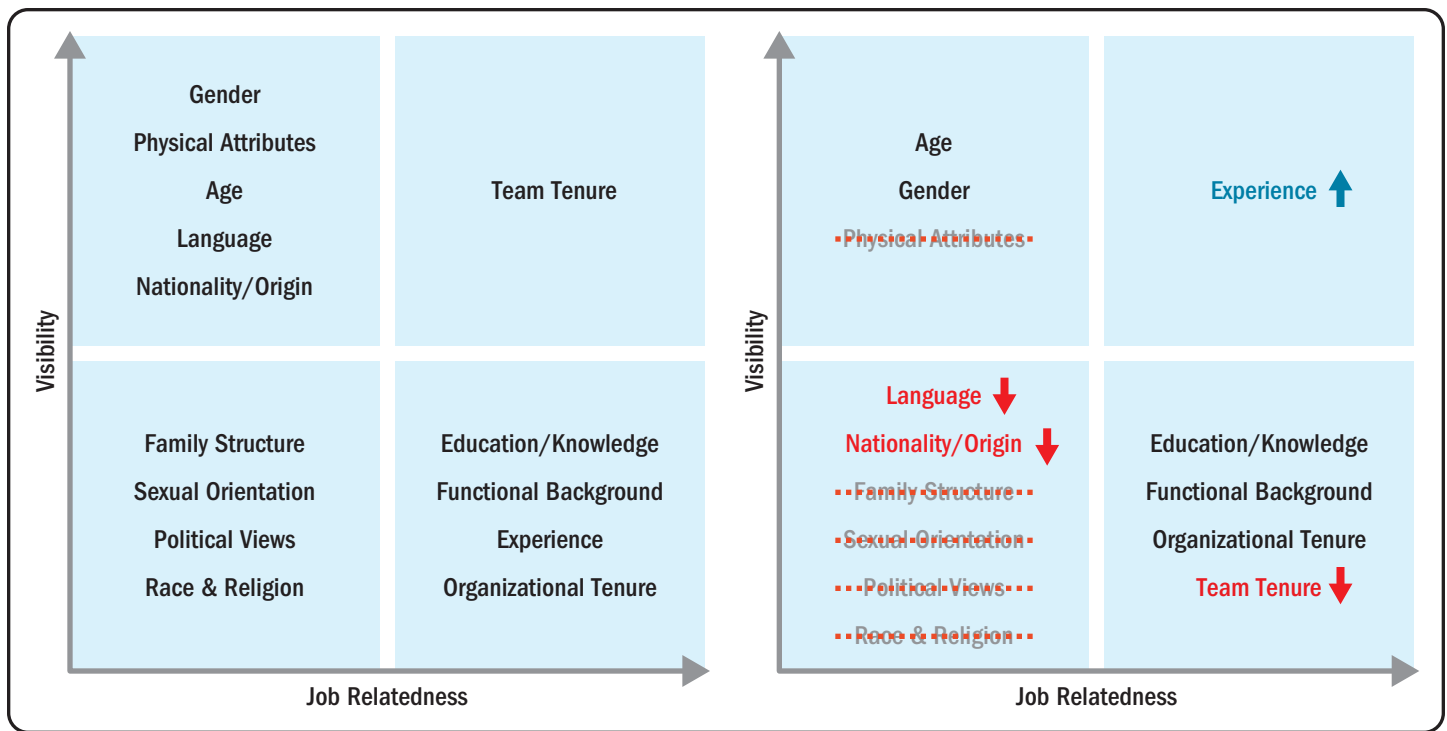 Gender
Physical Attributes
Age
Language
Nationality/Origin
Team Tenure
Family Structure
Sexual Orientation
Political Views
Race & Religion
Education/Knowledge
Functional Background
Experience
Organizational Tenure
Visibility
Job Relatedness
Age
Gender
Physical Attributes
Experience
Language
Nationality/Origin
Family Structure
Sexual Orientation
Political Views
Race & Religion
Education/Knowledge
Functional Background
Organizational Tenure
Team Tenure
Visibility
Job Relatedness